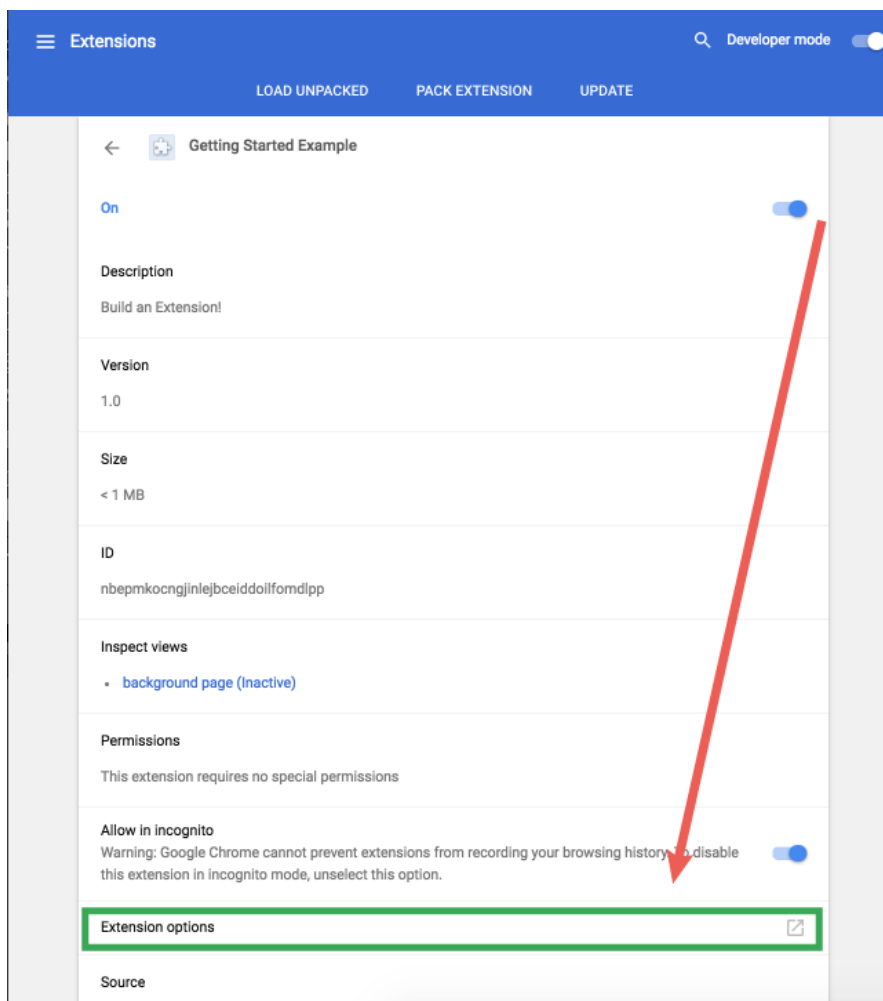 Extensions
Developer mode
LOAD UNPACKED PACK EXTENSION UPDATE
Getting Started Example
On
Description
Build an Extension!
Version
1.0
Size
< 1 MB
ID
nbepmkocngjinlejbceiddoilfomdlpp
Inspect views
background page (Inactive)
Permissions
This extension requires no special permissions
Allow in incognito
Warning: Google Chrome cannot prevent extensions from recording your browsing history. To disable
this extension in incognito mode, unselect this option.
Extension options
Source